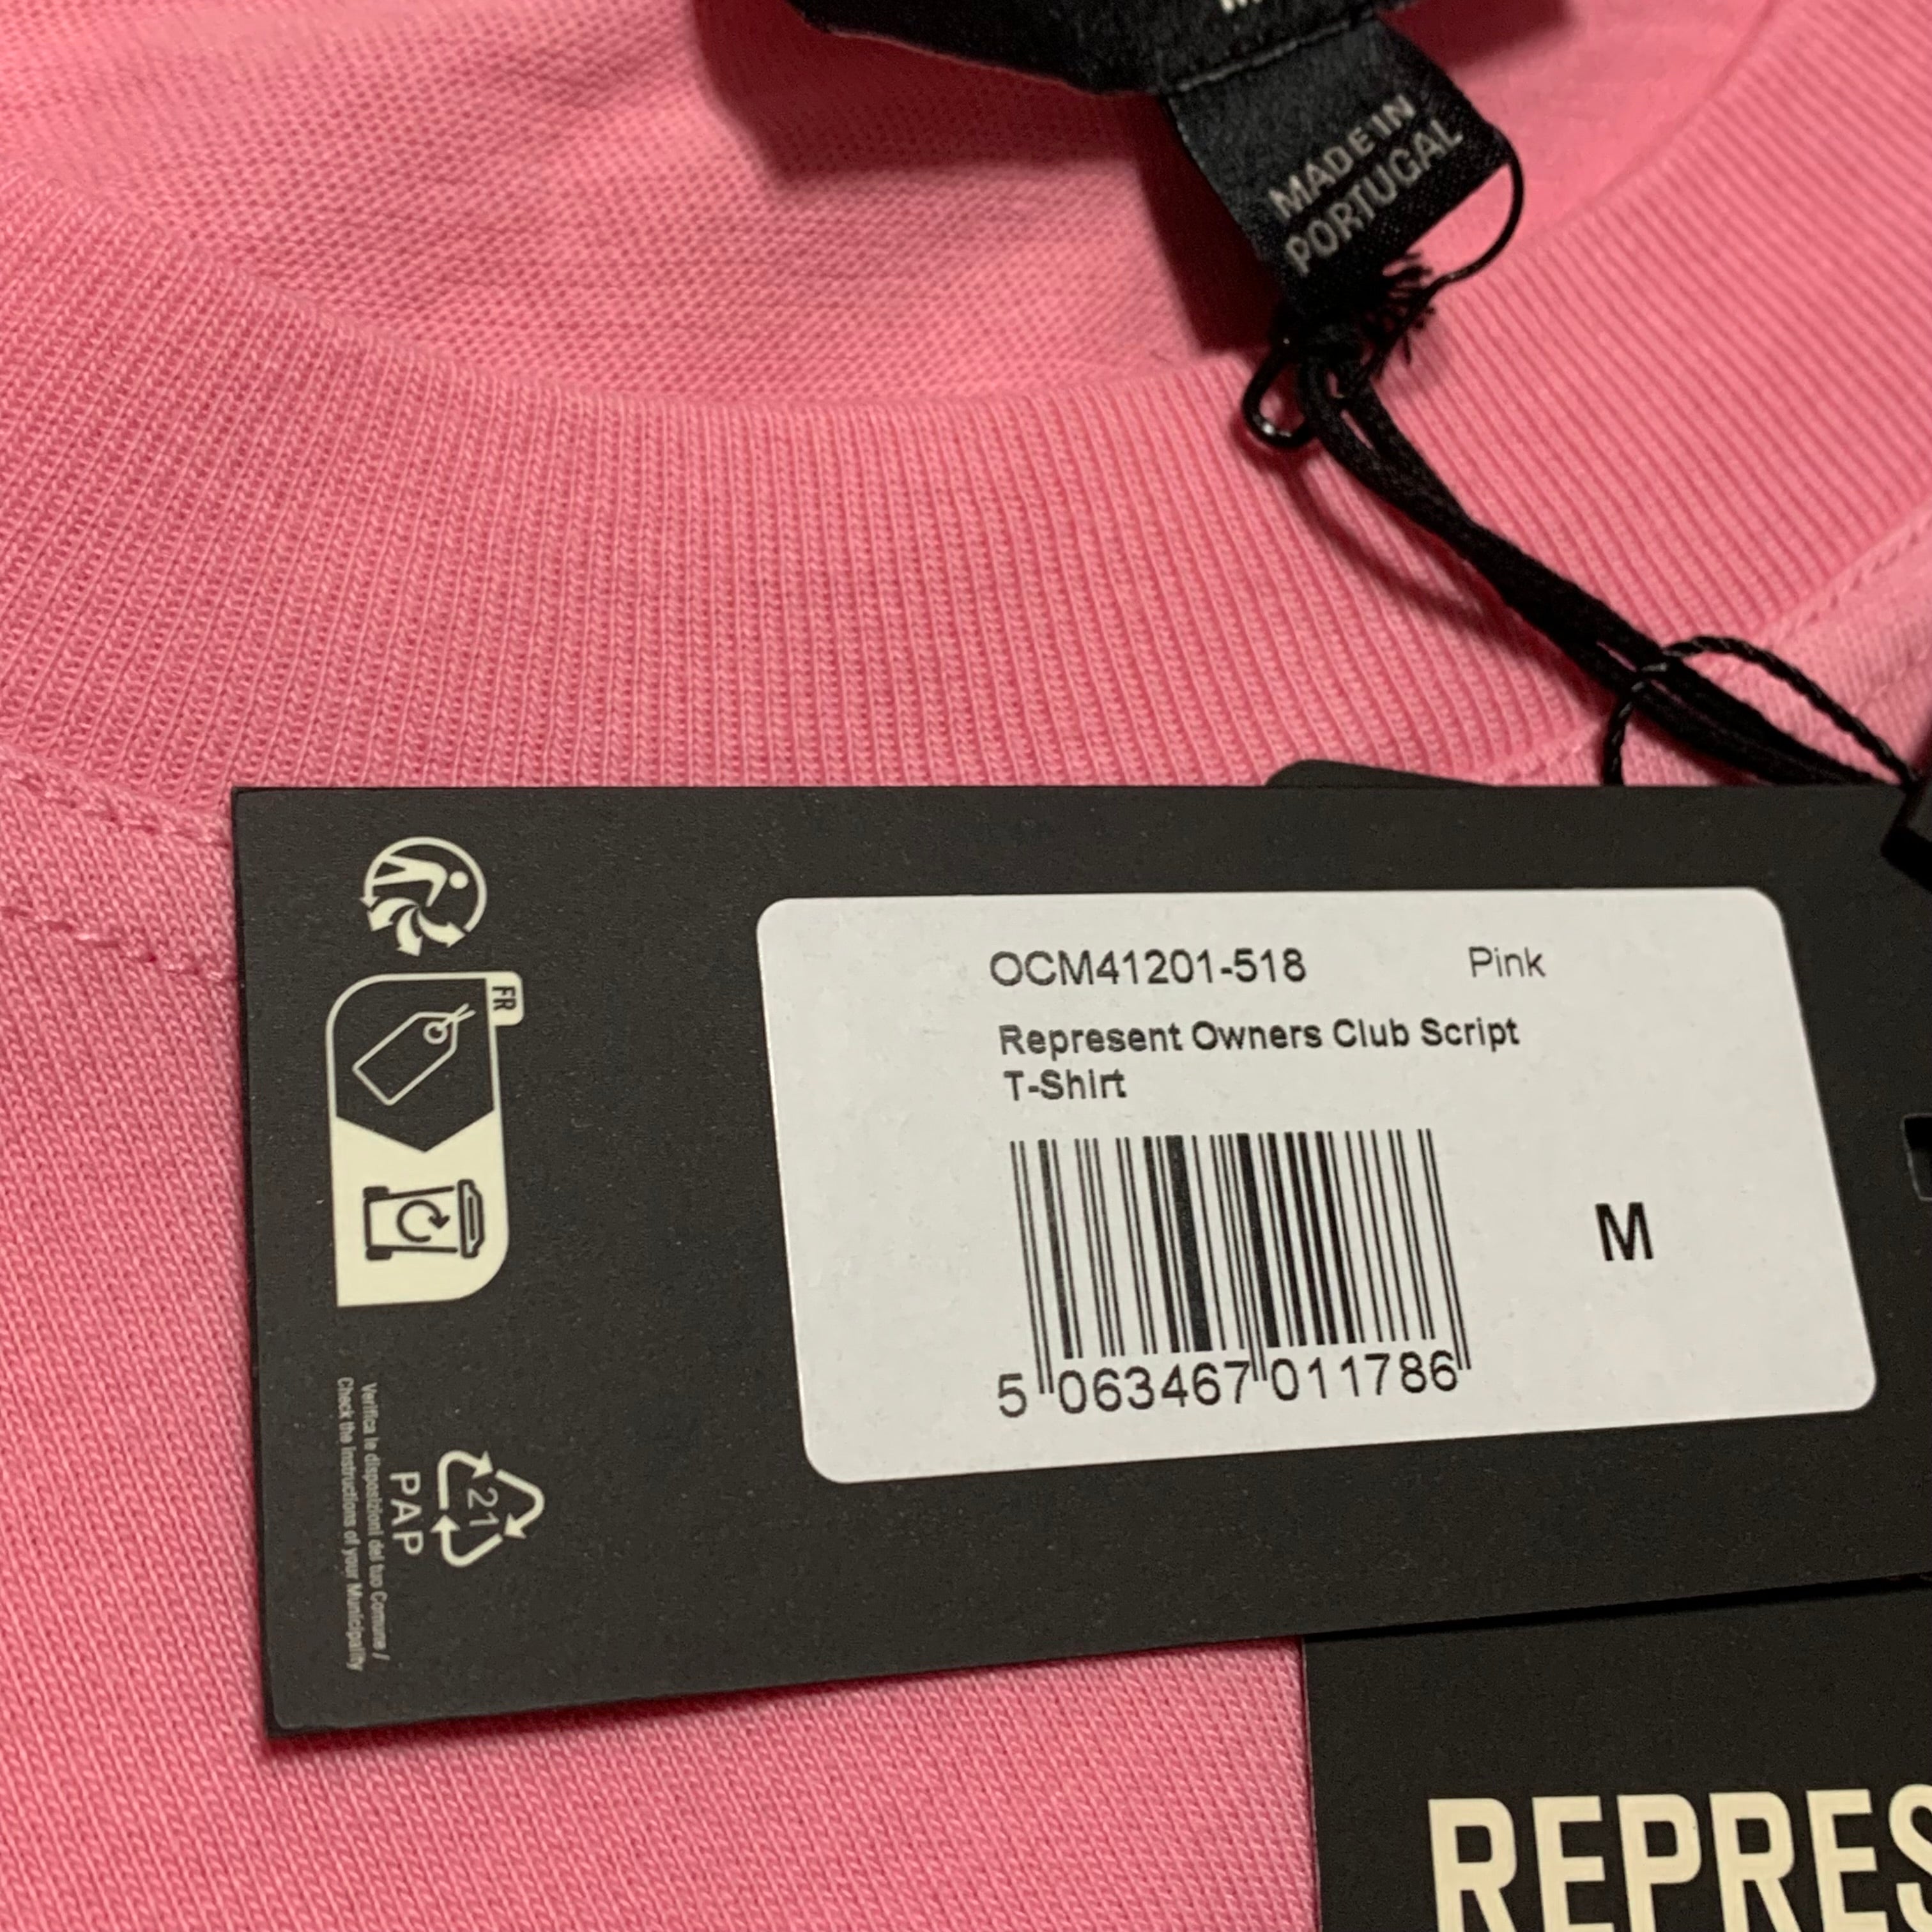 MADE IN
PORTUGAL
FR
OCM41201-518 Pink
Represent Owners Club Script
T-Shirt
M
5 063467 011786
21
PAP
Verifica le disposizioni del tuo Comune /
Check the instructions of your Municipality
REPRES